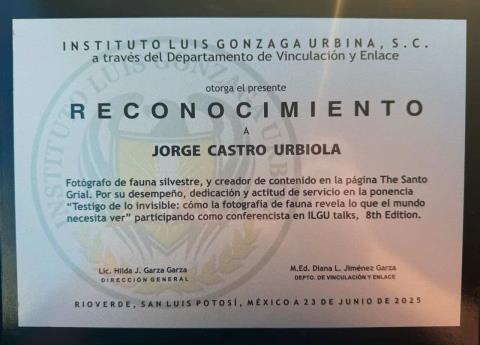 INSTITUTO LUIS GONZAGA URBINA, S.C.
a través del Departamento de Vinculación y Enlace
otorga el presente
RECONOCIMIENTO
A
JORGE CASTRO URBIOLA
Fotógrafo de fauna silvestre, y creador de contenido en la página The Santo
Grial. Por su desempeño, dedicación y actitud de servicio en la ponencia
“Testigo de lo invisible: cómo la fotografía de fauna revela lo que el mundo
necesita ver” participando como conferencista en ILGU talks, 8th Edition.
Lic. Hilda J. Garza Garza
DIRECCIÓN GENERAL
M.Ed. Diana L. Jiménez Garza
DEPTO. DE VINCULACIÓN Y ENLACE
RIOVERDE, SAN LUIS POTOSÍ, MÉXICO A 23 DE JUNIO DE 2025
INSTITUTO LUIS GONZAGA URB